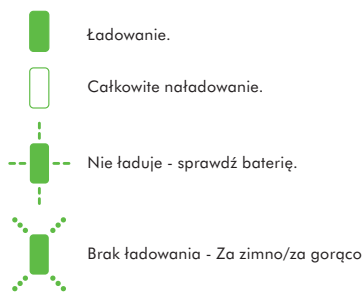 Ładowanie.
Całkowite naładowanie.
Nie ładuje - sprawdź baterię.
Brak ładowania - Za zimno/za gorąco